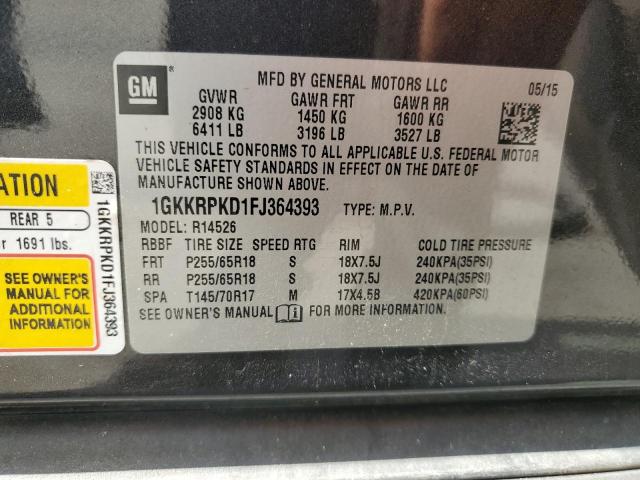 GM
MFD BY GENERAL MOTORS LLC 05/15
GVWR GAWR FRT GAWR RR
2908 KG 1450 KG 1600 KG
6411 LB 3196 LB 3527 LB
THIS VEHICLE CONFORMS TO ALL APPLICABLE U.S. FEDERAL MOTOR
VEHICLE SAFETY STANDARDS IN EFFECT ON THE DATE OF
MANUFACTURE SHOWN ABOVE.
1GKKRPKD1FJ364393 TYPE: M.P.V.
MODEL: R14526
RBBF TIRE SIZE SPEED RTG RIM COLD TIRE PRESSURE
FRT P255/65R18 S 18X7.5J 240KPA(35PSI)
RR P255/65R18 S 18X7.5J 240KPA(35PSI)
SPA T145/70R17 M 17X4.5B 420KPA(60PSI)
SEE OWNER'S MANUAL FOR MORE INFORMATION.
ATION
REAR 5
r 1691 lbs.
SEE OWNER'S
MANUAL FOR
ADDITIONAL
INFORMATION
1GKKRPKD1FJ364393